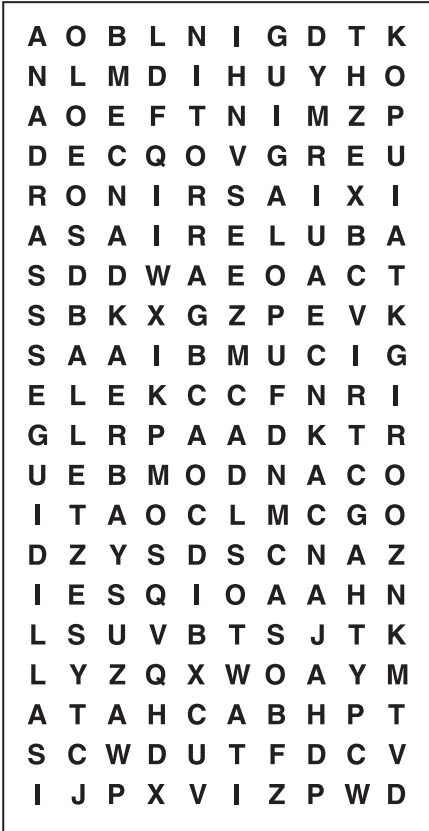 A O B L N I G D T K
N L M D I H U Y H O
A O E F T N I M Z P
D E C Q O V G R E U
R O N I R S A I X I
A S A I R E L U B A
S D D W A E O A C T
S B K X G Z P E V K
S A A I B M U C I G
E L E K C C F N R I
G L R P A A D K T R
U E B M O D N A C O
I T A O C L M C G O
D Z Y S D S C N A Z
I E S Q I O A A H N
L S U V B T S J T K
L Y Z Q X W O A Y M
A T A H C A B H P T
S C W D U T F D C V
I J P X V I Z P W D